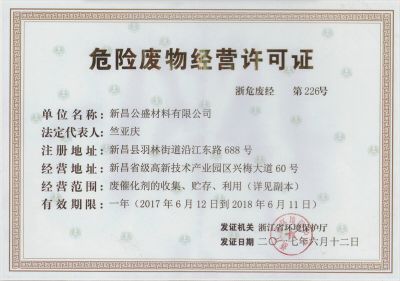 危险废物经营许可证
浙危废经 第226号
单位名称：新昌公盛材料有限公司
法定代表人：竺亚庆
注册地址：新昌县羽林街道沿江东路688号
经营地址：新昌省级高新技术产业园区兴梅大道60号
经营范围：废催化剂的收集、贮存、利用（详见副本）
有效期限：一年（2017年6月12日到2018年6月11日）
发证机关 浙江省环境保护厅
发证日期 二〇一七年六月十二日